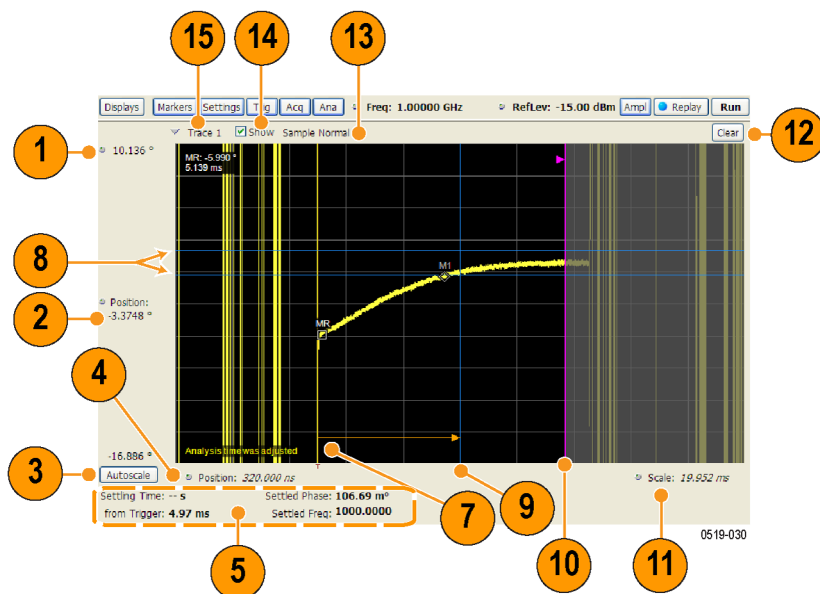 15 14 13
Displays Markers Settings Trig Acq Ana Freq: 1.00000 GHz RefLev: -15.00 dBm Ampl Replay Run
Trace 1 Show Sample Normal Clear
12
1
10.136 °
MR: -5.990 °
5.139 ms
8
M1
Position:
2
-3.3748 °
MR
4
-16.886 °
Analysis time was adjusted
3
Autoscale
Position: 320.000 ns
T
Scale: 19.952 ms
Setting Time: -- s Settled Phase: 106.69 m°
from Trigger: 4.97 ms Settled Freq: 1000.0000
7
9
0519-030
5
10
11